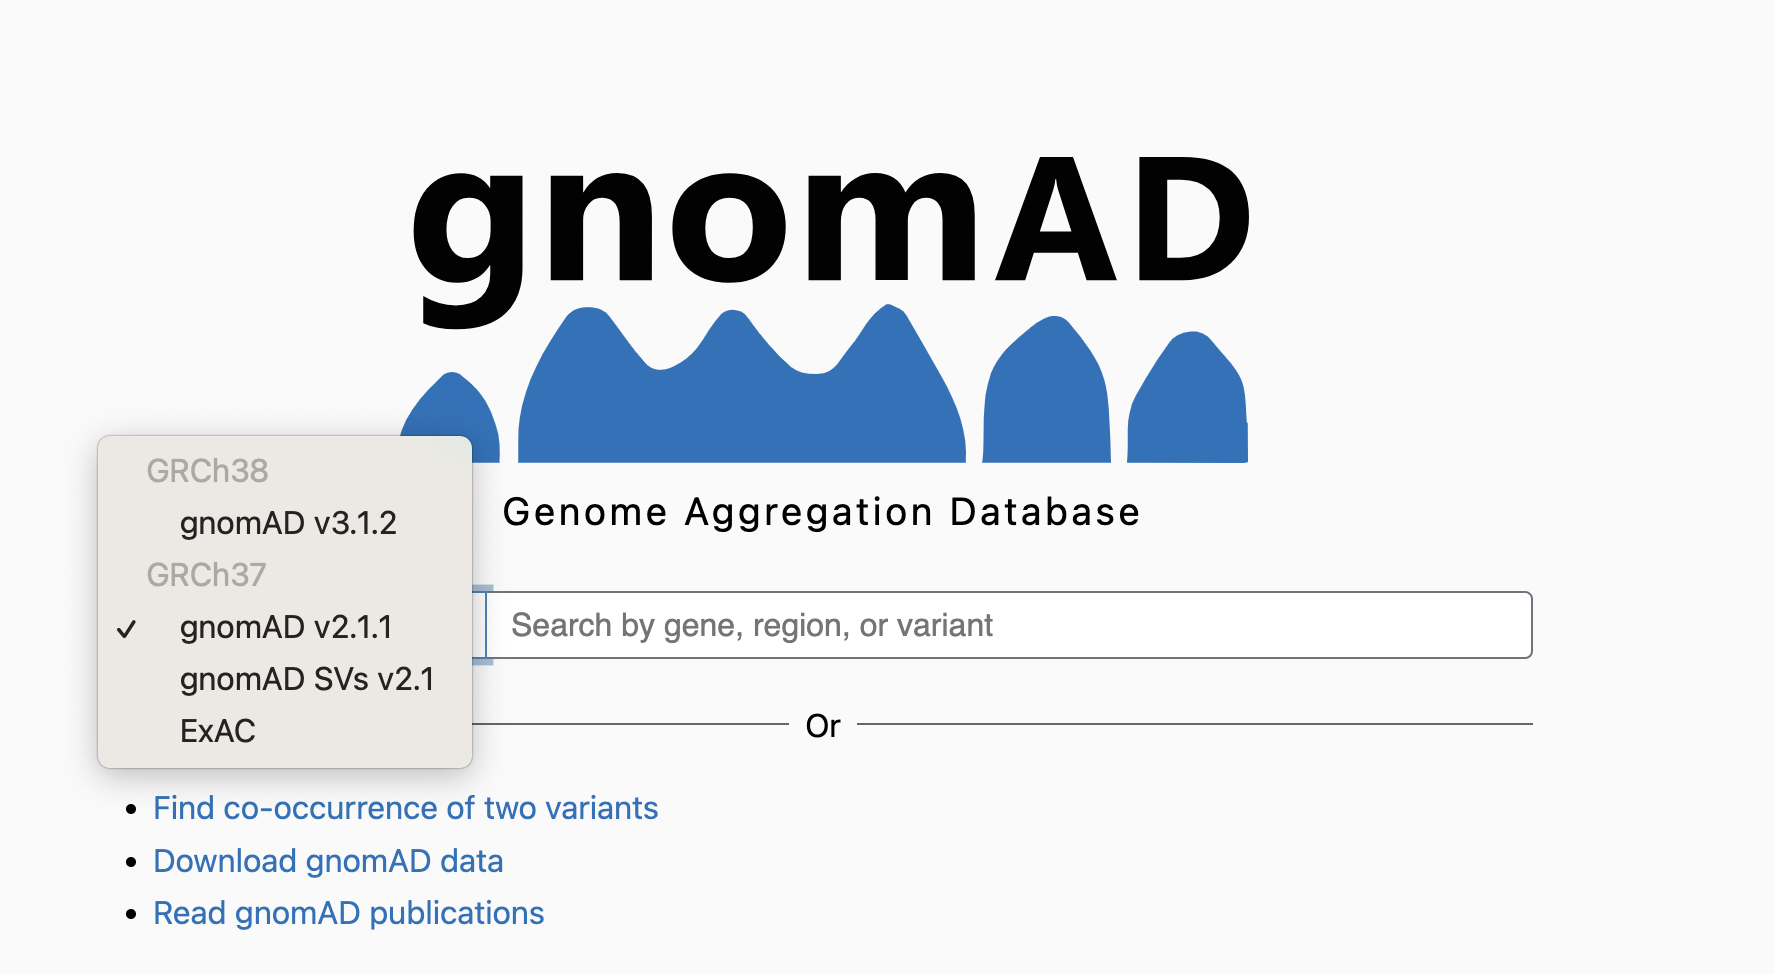 gnomAD
Genome Aggregation Database
GRCh38
gnomAD v3.1.2
GRCh37
✓ gnomAD v2.1.1
gnomAD SVs v2.1
ExAC
Search by gene, region, or variant
Or
• Find co-occurrence of two variants
• Download gnomAD data
• Read gnomAD publications